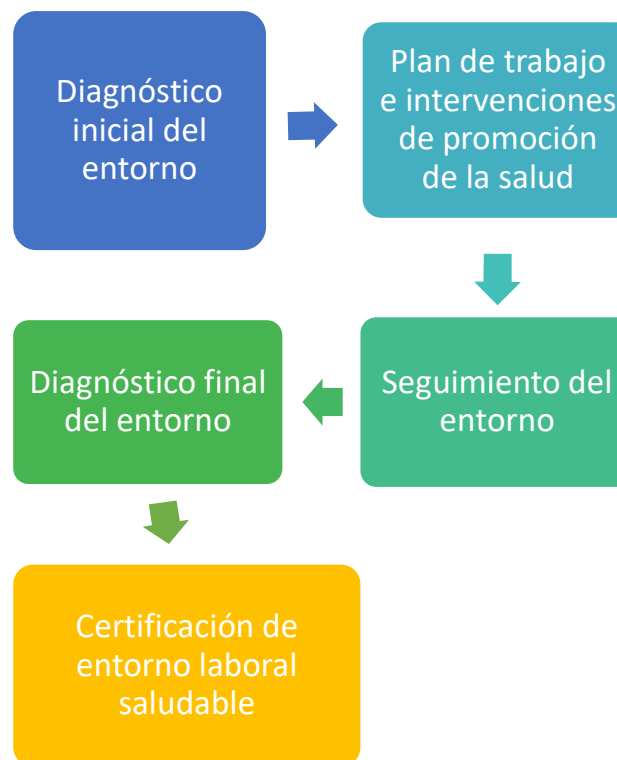 Diagnóstico
inicial del
entorno
Plan de trabajo
e intervenciones
de promoción
de la salud
Seguimiento del
entorno
Diagnóstico final
del entorno
Certificación de
entorno laboral
saludable